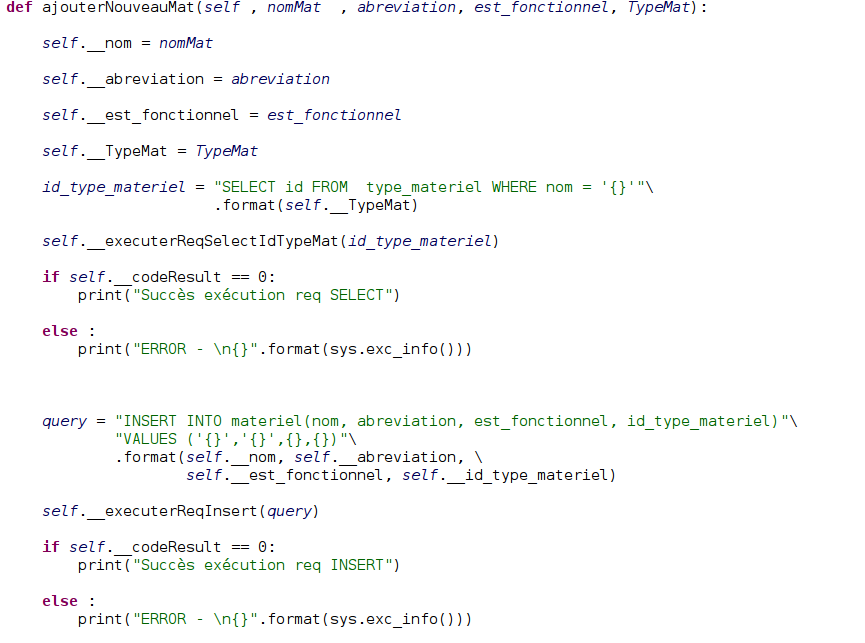 def ajouterNouveauMat(self , nomMat  , abreviation, est_fonctionnel, TypeMat):
self.__nom = nomMat
self.__abreviation = abreviation
self.__est_fonctionnel = est_fonctionnel
self.__TypeMat = TypeMat
id_type_materiel = "SELECT id FROM  type_materiel WHERE nom = '{}'"\
.format(self.__TypeMat)
self.__executerReqSelectIdTypeMat(id_type_materiel)
if self.__codeResult == 0:
print("Succès exécution req SELECT")
else :
print("ERROR - \n{}".format(sys.exc_info()))
query = "INSERT INTO materiel(nom, abreviation, est_fonctionnel, id_type_materiel)"\
"VALUES ('{}','{}',{},{})"\
.format(self.__nom, self.__abreviation, \
self.__est_fonctionnel, self.__id_type_materiel)
self.__executerReqInsert(query)
if self.__codeResult == 0:
print("Succès exécution req INSERT")
else :
print("ERROR - \n{}".format(sys.exc_info()))